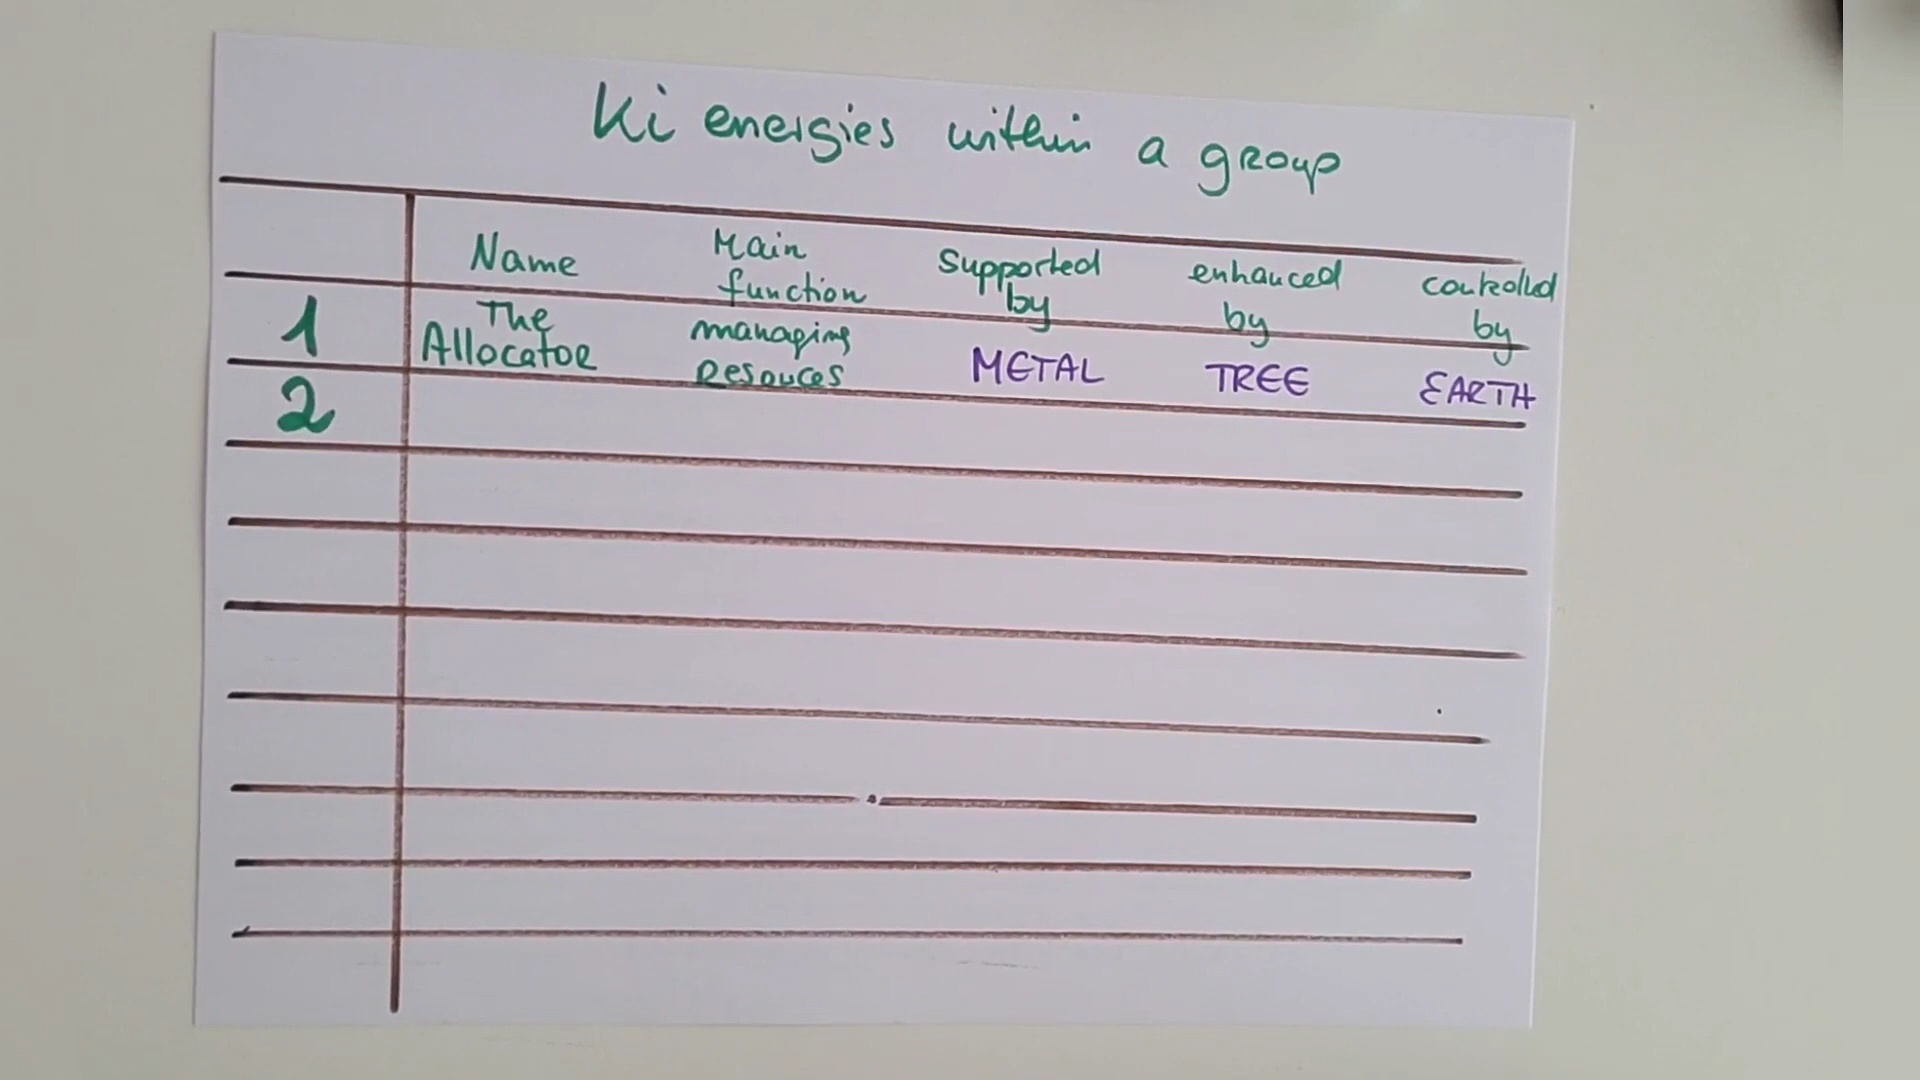 Ki energies within a group
Name Main function Supported by enhanced by controlled by
1 The Allocator managing Resouces METAL TREE EARTH
2